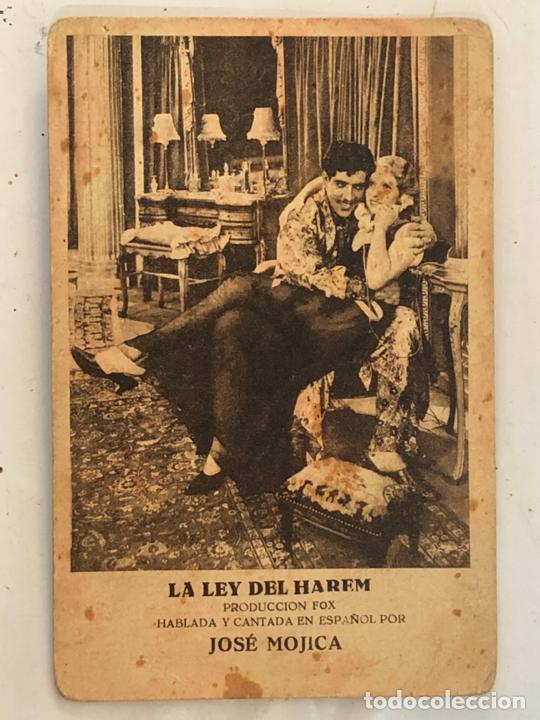 LA LEY DEL HAREM
PRODUCCION FOX
HABLADA Y CANTADA EN ESPAÑOL POR
JOSÉ MOJICA
todocoleccion